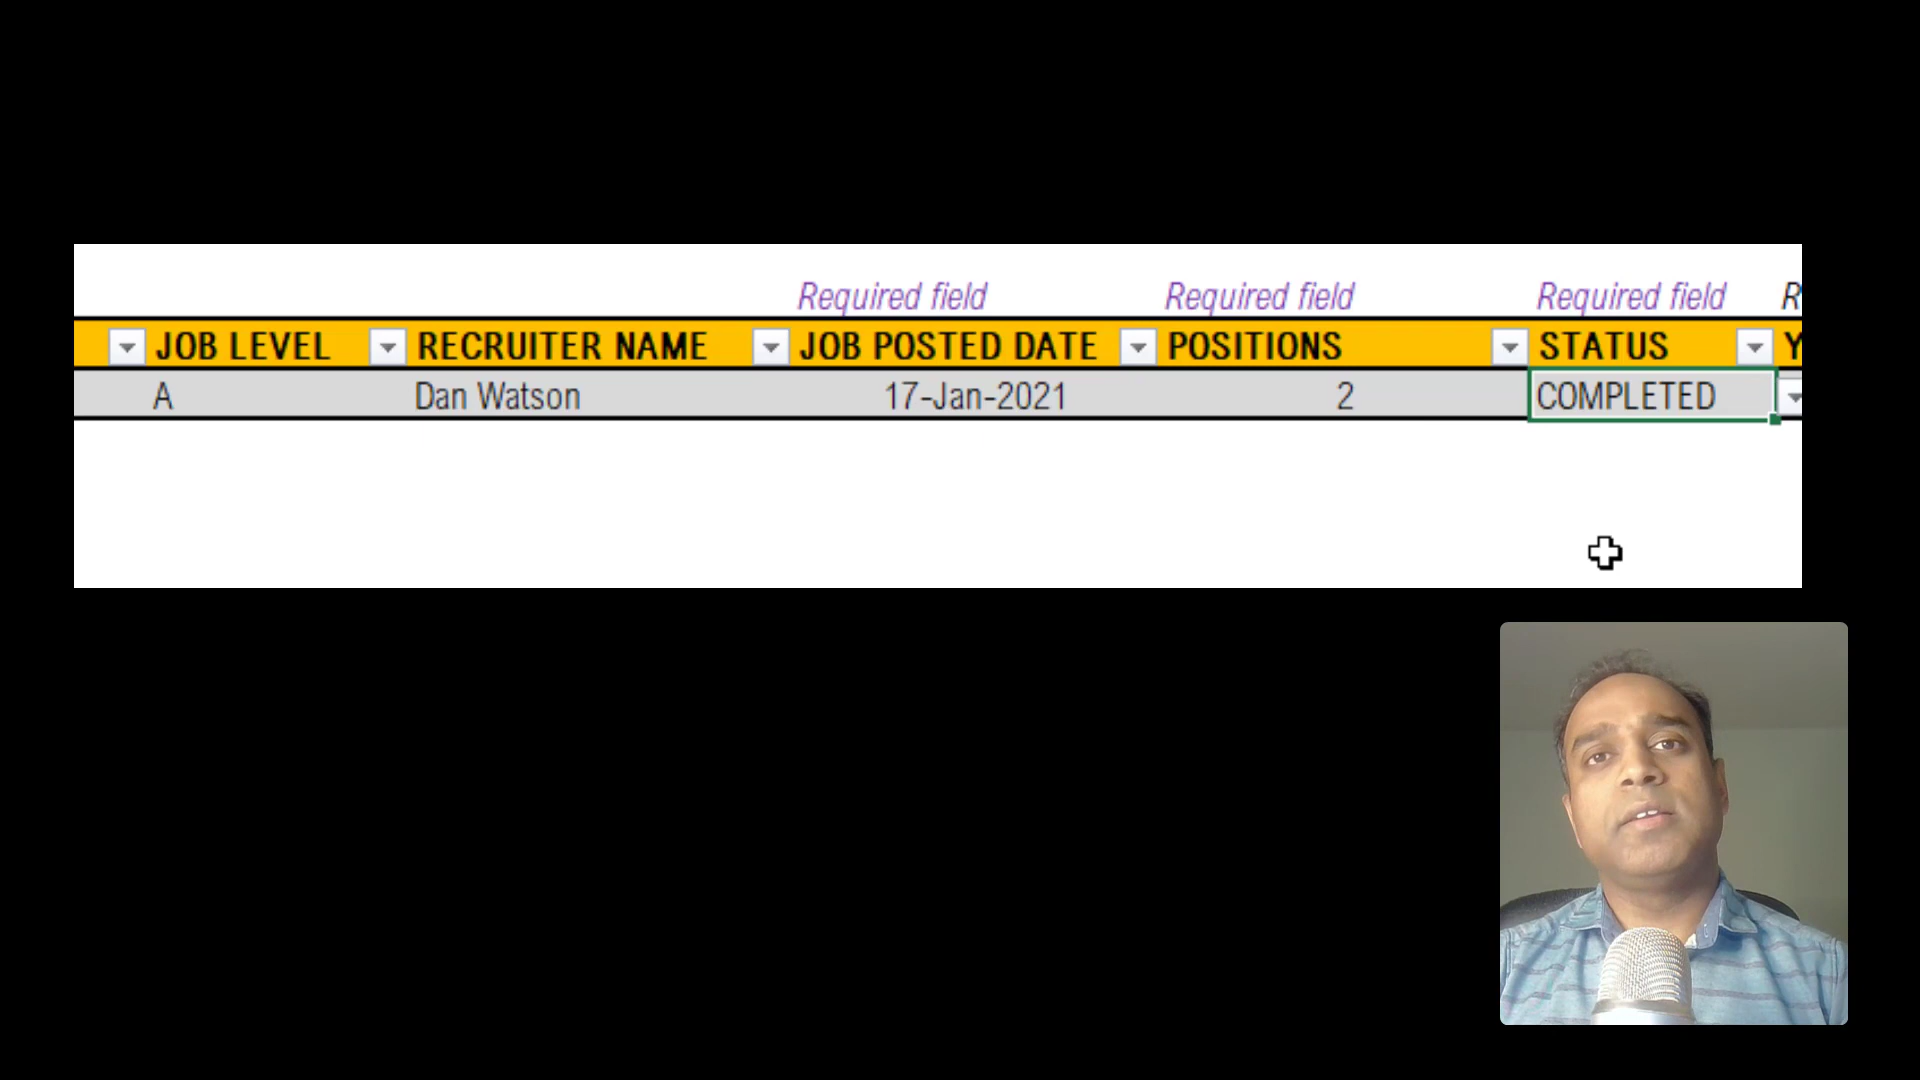 Required field Required field Required field R
JOB LEVEL RECRUITER NAME JOB POSTED DATE POSITIONS STATUS Y
A Dan Watson 17-Jan-2021 2 COMPLETED